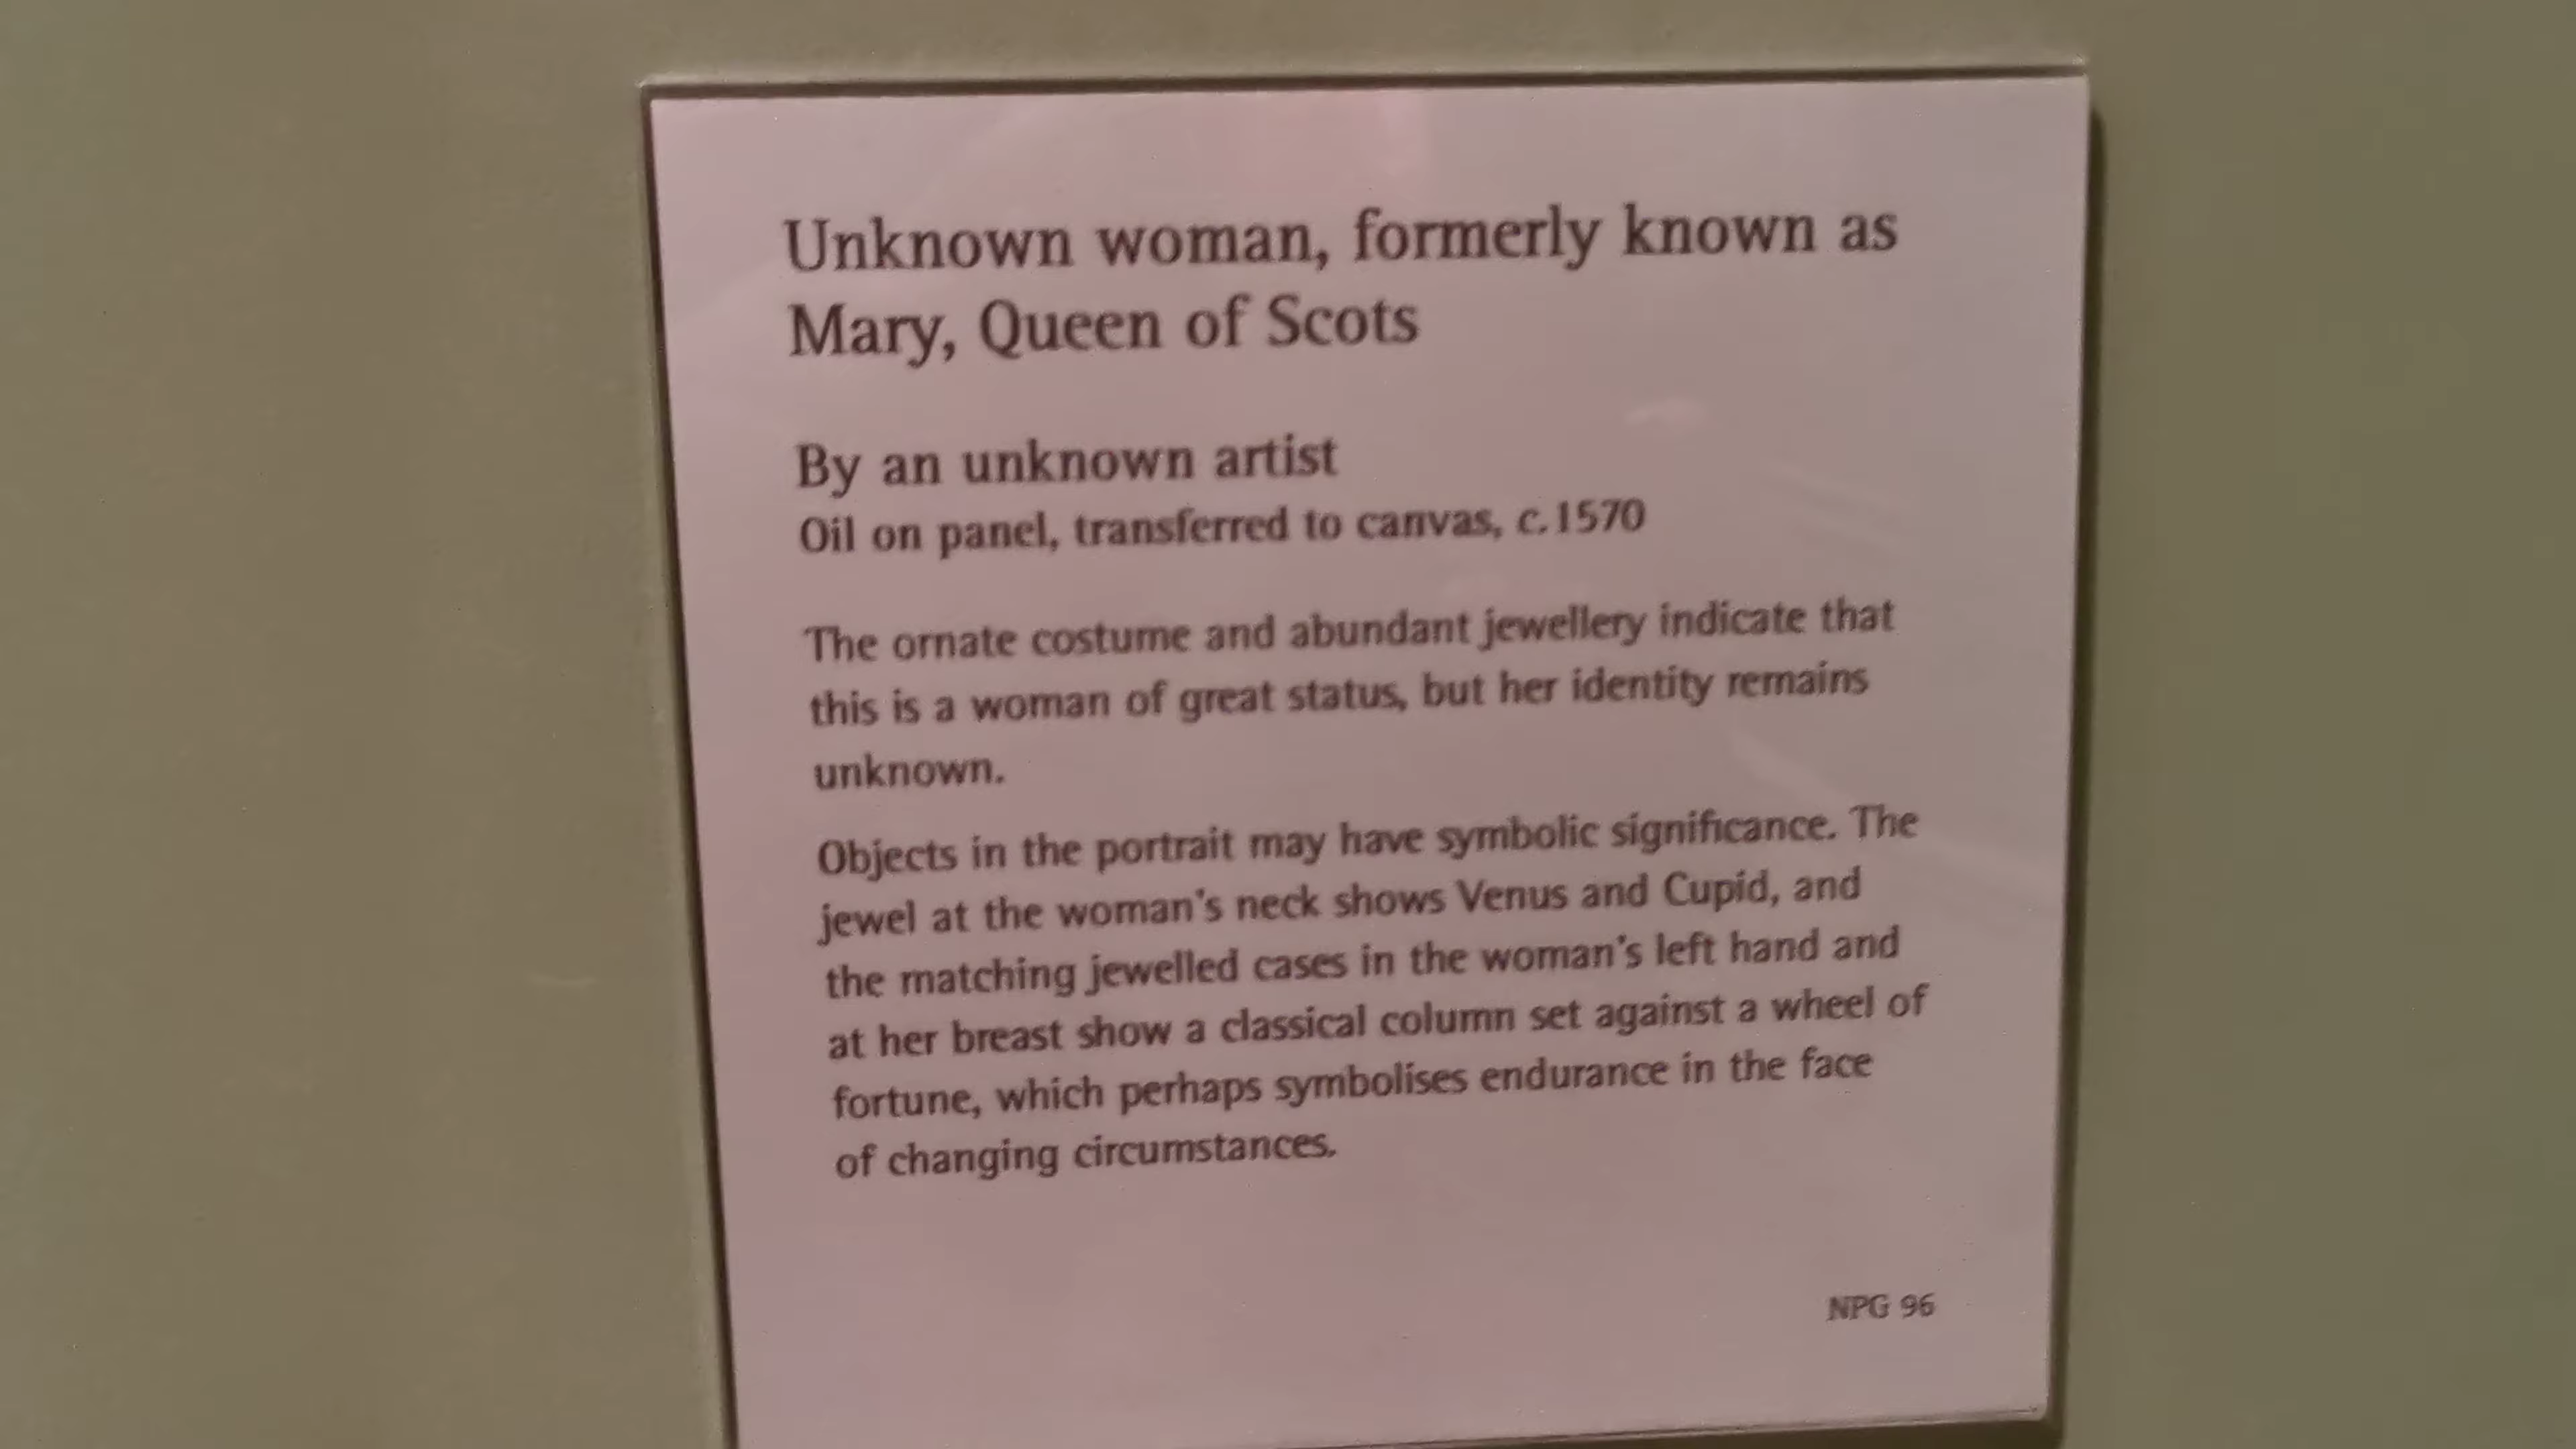 Unknown woman, formerly known as
Mary, Queen of Scots
By an unknown artist
Oil on panel, transferred to canvas, c.1570
The ornate costume and abundant jewellery indicate that
this is a woman of great status, but her identity remains
unknown.
Objects in the portrait may have symbolic significance. The
jewel at the woman's neck shows Venus and Cupid, and
the matching jewelled cases in the woman's left hand and
at her breast show a classical column set against a wheel of
fortune, which perhaps symbolises endurance in the face
of changing circumstances.
NPG 96